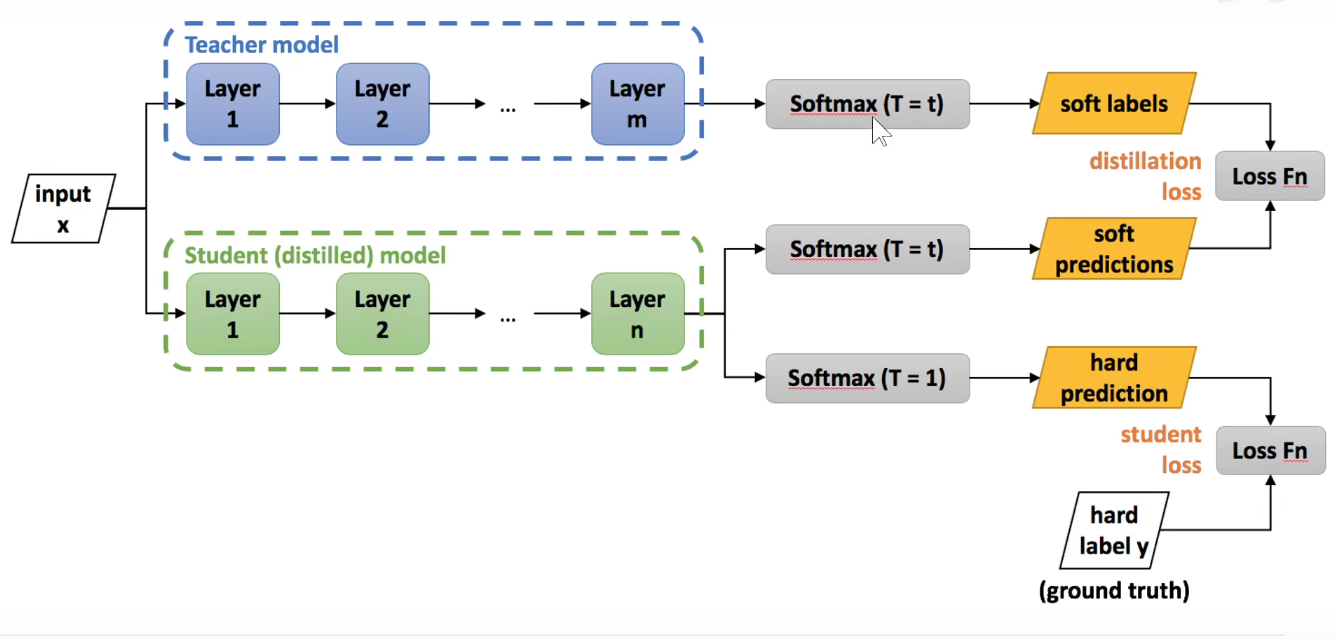 Teacher model
Layer
1
Layer
2
...
Layer
m
Softmax (T = t)
soft labels
distillation
loss
Loss Fn
input
x
Student (distilled) model
Layer
1
Layer
2
...
Layer
n
Softmax (T = t)
soft
predictions
Softmax (T = 1)
hard
prediction
student
loss
Loss Fn
hard
label y
(ground truth)